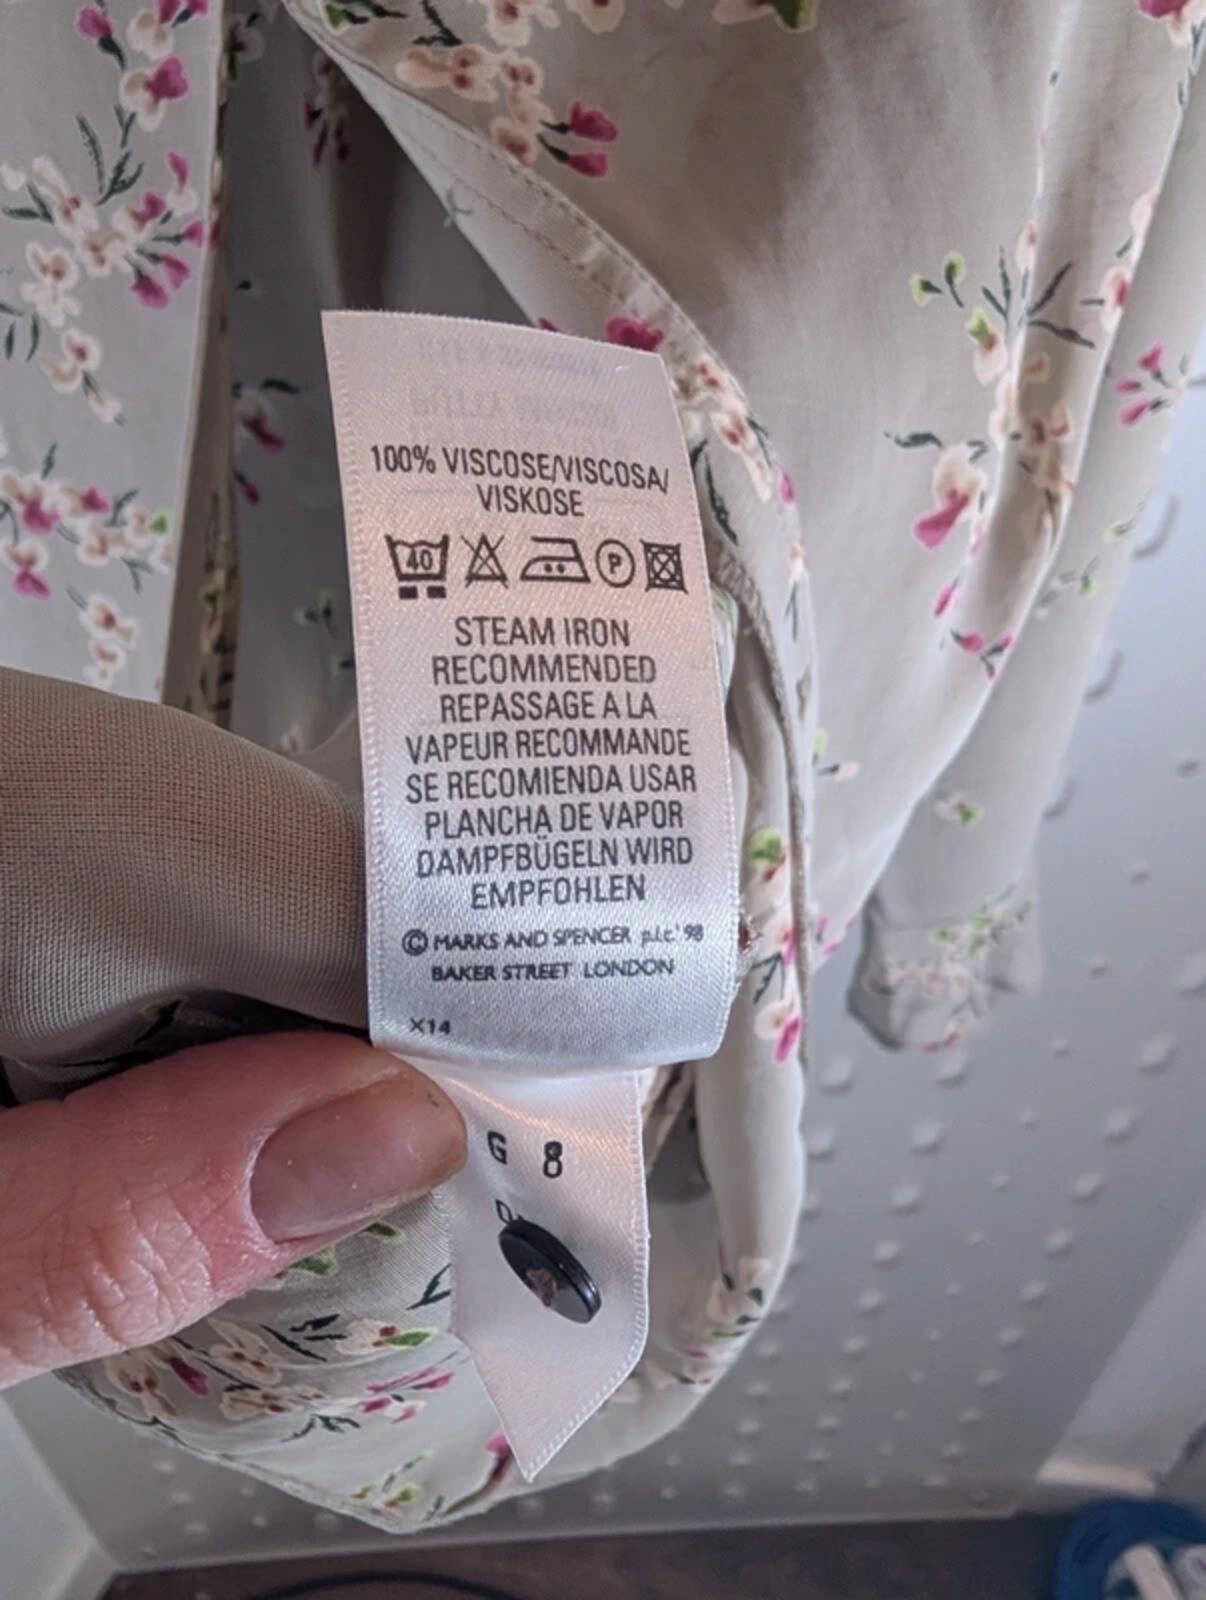 100% VISCOSE/VISCOSA/
VISKOSE
40 P
STEAM IRON
RECOMMENDED
REPASSAGE A LA
VAPEUR RECOMMANDE
SE RECOMIENDA USAR
PLANCHA DE VAPOR
DAMPFBÜGELN WIRD
EMPFOHLEN
© MARKS AND SPENCER p.l.c.' 98
BAKER STREET LONDON
X14
G 8